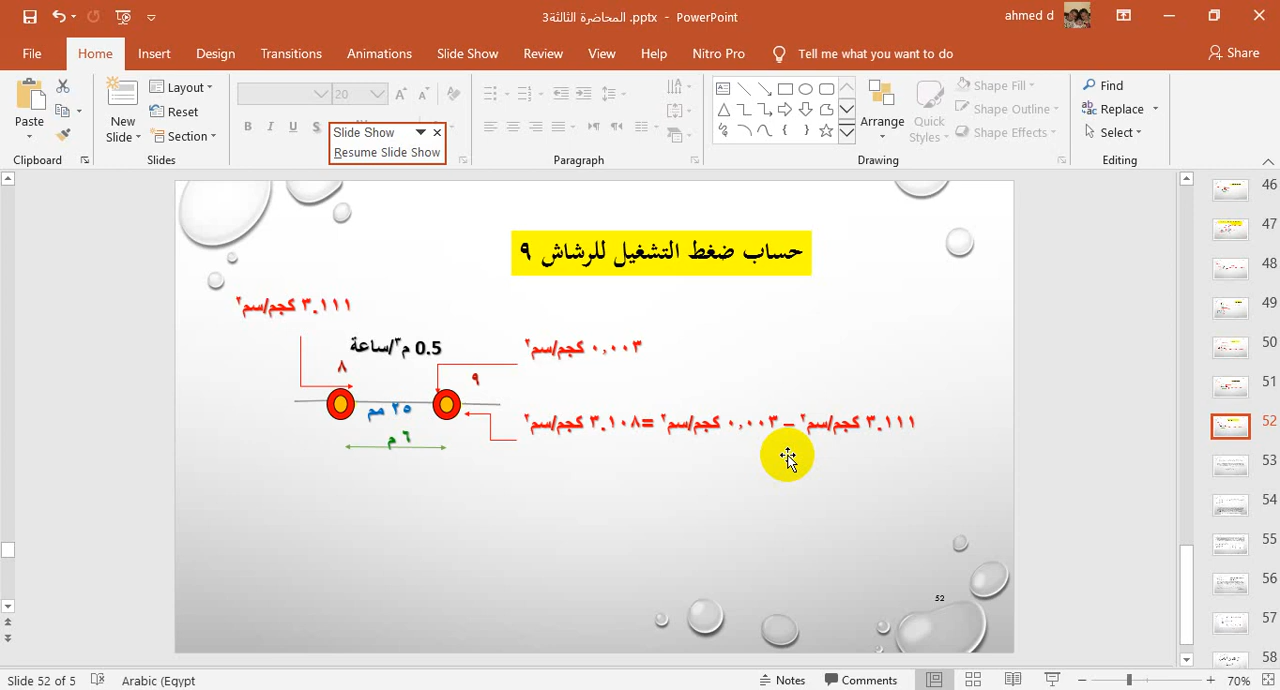 المحاضرة الثالثة3.pptx - PowerPoint
ahmed d
File Home Insert Design Transitions Animations Slide Show Review View Help Nitro Pro Tell me what you want to do Share
Paste
Clipboard
New Slide
Layout
Reset
Section
Slides
20
B I U S
Slide Show
Resume Slide Show
Paragraph
Arrange
Quick Styles
Shape Fill
Shape Outline
Shape Effects
Drawing
Find
Replace
Select
Editing
حساب ضغط التشغيل للرشاش ٩
٣.١١١ كجم/سم٢
0.5 م٣/ساعة
٠,٠٠٣ كجم/سم٢
٨
٩
٢٥ مم
٣.١١١ كجم/سم٢ – ٠,٠٠٣ كجم/سم٢ =٣.١٠٨ كجم/سم٢
٦ م
52
46
47
48
49
50
51
52
53
54
55
56
57
58
Slide 52 of 5 Arabic (Egypt Notes Comments 70%